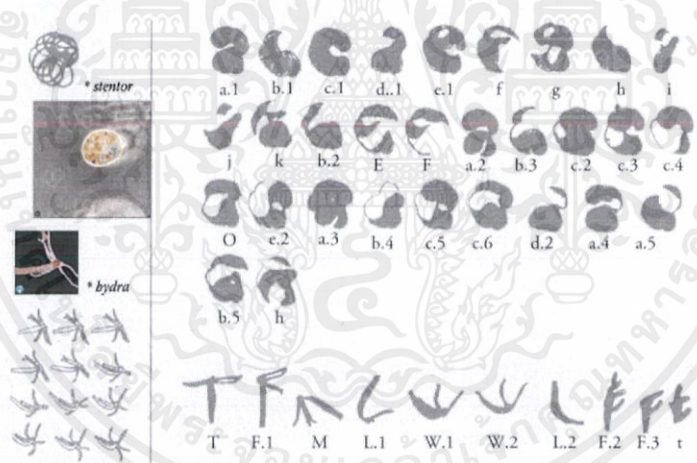 * stentor
a.1 b.1 c.1 d..1 e.1 f g h i
j k b.2 E F a.2 b.3 c.2 c.3 c.4
O e.2 a.3 b.4 c.5 c.6 d.2 a.4 a.5
* hydra
b.5 h
T F.1 M L.1 W.1 W.2 L.2 F.2 F.3 t